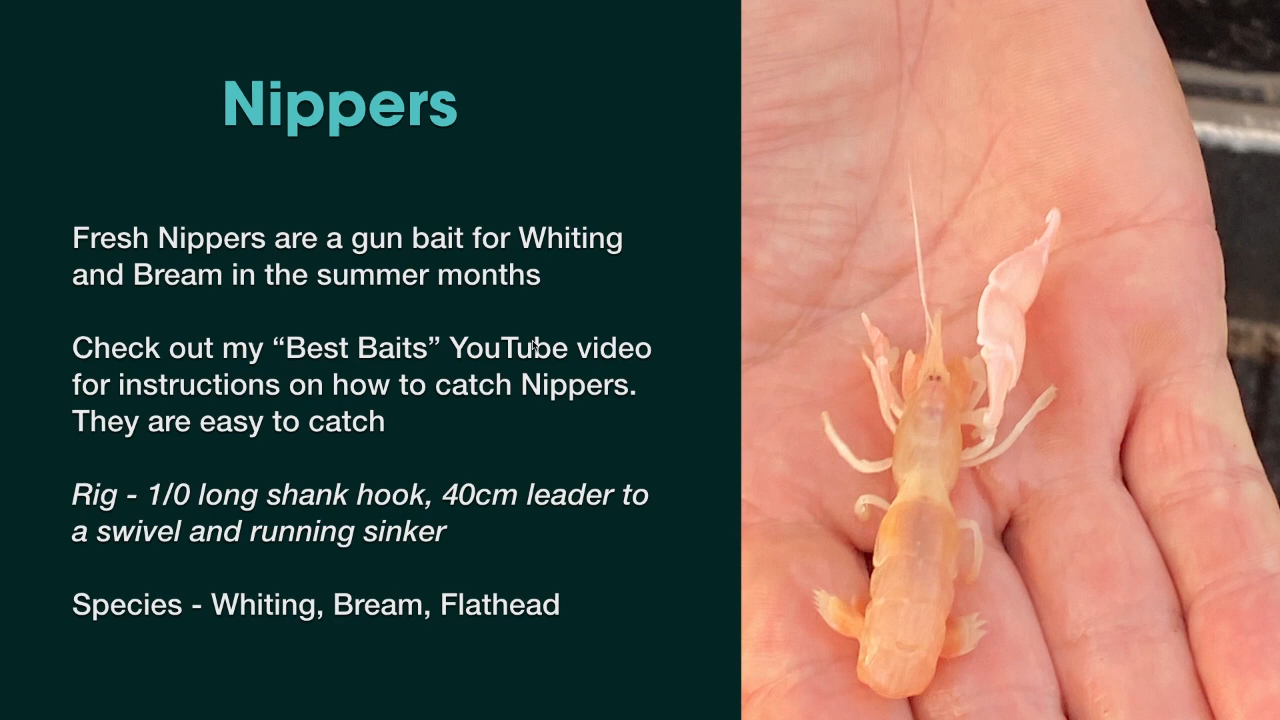 Nippers
Fresh Nippers are a gun bait for Whiting
and Bream in the summer months
Check out my “Best Baits” YouTube video
for instructions on how to catch Nippers.
They are easy to catch
Rig - 1/0 long shank hook, 40cm leader to
a swivel and running sinker
Species - Whiting, Bream, Flathead